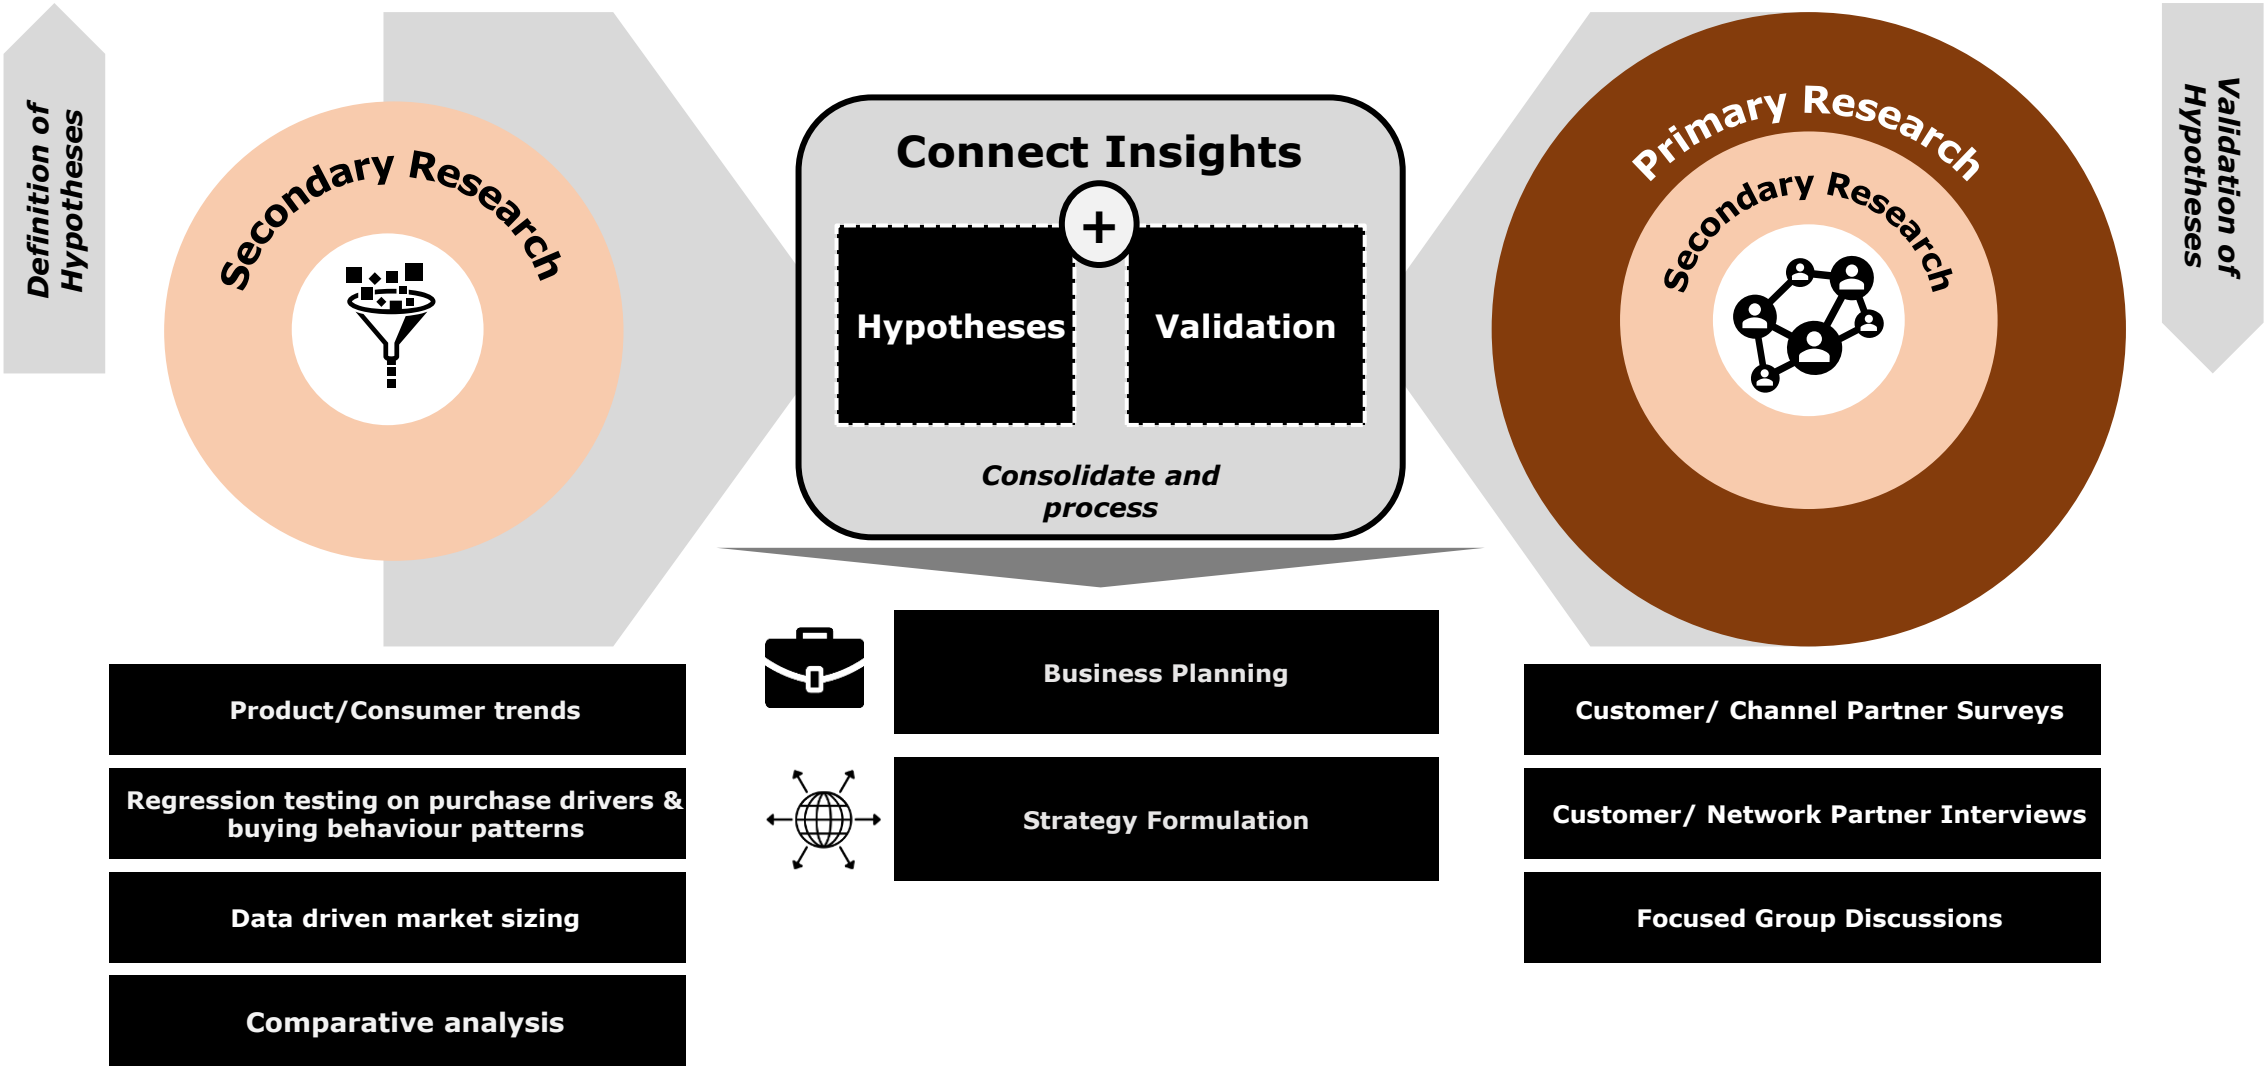 Definition of
Hypotheses
Secondary Research
Connect Insights
+
Hypotheses
Validation
Consolidate and
process
Primary Research
Secondary Research
Validation of
Hypotheses
Product/Consumer trends
Regression testing on purchase drivers &
buying behaviour patterns
Data driven market sizing
Comparative analysis
Business Planning
Strategy Formulation
Customer/ Channel Partner Surveys
Customer/ Network Partner Interviews
Focused Group Discussions